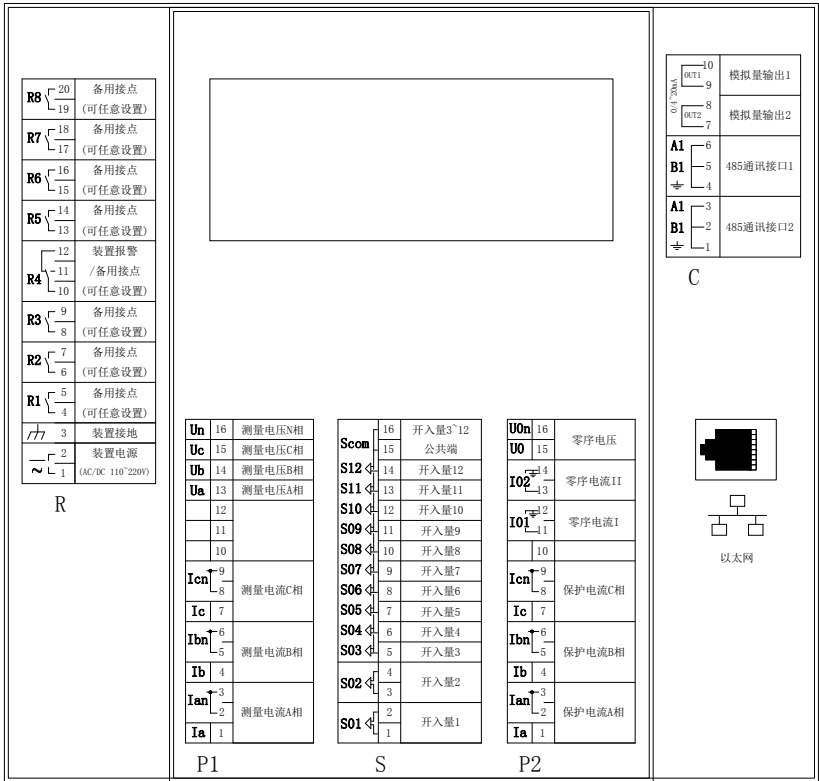 R8 20 备用接点
19 (可任意设置)
R7 18 备用接点
17 (可任意设置)
R6 16 备用接点
15 (可任意设置)
R5 14 备用接点
13 (可任意设置)
12 装置报警
R4 11 /备用接点
10 (可任意设置)
R3 9 备用接点
8 (可任意设置)
R2 7 备用接点
6 (可任意设置)
R1 5 备用接点
4 (可任意设置)
3 装置接地
2 装置电源
~ 1 (AC/DC 110~220V)
R
Un 16 测量电压N相
Uc 15 测量电压C相
Ub 14 测量电压B相
Ua 13 测量电压A相
12
11
10
Icn 9
8 测量电流C相
Ic 7
Ibn 6
5 测量电流B相
Ib 4
Ian 3
2 测量电流A相
Ia 1
P1
Scom 16 开入量3~12
15 公共端
S12 14 开入量12
S11 13 开入量11
S10 12 开入量10
S09 11 开入量9
S08 10 开入量8
S07 9 开入量7
S06 8 开入量6
S05 7 开入量5
S04 6 开入量4
S03 5 开入量3
S02 4 开入量2
3
S01 2 开入量1
1
S
U0n 16 零序电压
U0 15
I02 14 零序电流II
13
I01 12 零序电流I
11
10
Icn 9
8 保护电流C相
Ic 7
Ibn 6
5 保护电流B相
Ib 4
Ian 3
2 保护电流A相
Ia 1
P2
0/4~20mA
OUT1 10 模拟量输出1
9
OUT2 8 模拟量输出2
7
A1 6
B1 5 485通讯接口1
4
A1 3
B1 2 485通讯接口2
1
C
以太网